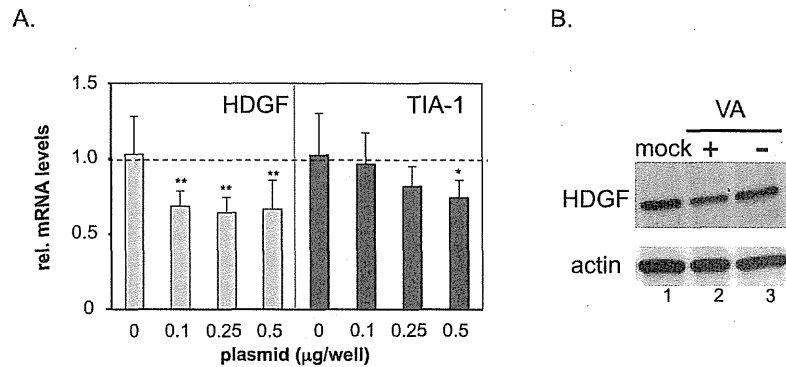 A.
1.5
1.0
0.5
0
rel. mRNA levels
HDGF
TIA-1
** ** ** *
0 0.1 0.25 0.5 0 0.1 0.25 0.5
plasmid (μg/well)
B.
VA
mock + -
HDGF
actin
1 2 3